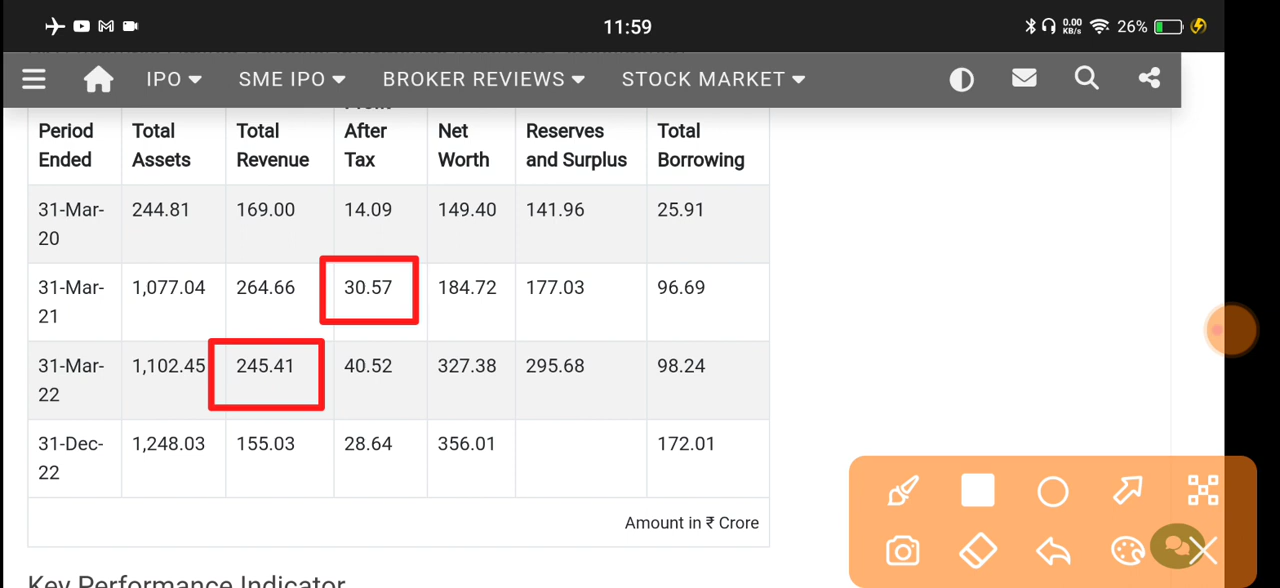 11:59
0.00 KB/s
26%
IPO SME IPO BROKER REVIEWS STOCK MARKET
Period Ended Total Assets Total Revenue After Tax Net Worth Reserves and Surplus Total Borrowing
31-Mar-20 244.81 169.00 14.09 149.40 141.96 25.91
31-Mar-21 1,077.04 264.66 30.57 184.72 177.03 96.69
31-Mar-22 1,102.45 245.41 40.52 327.38 295.68 98.24
31-Dec-22 1,248.03 155.03 28.64 356.01 172.01
Amount in ₹ Crore
Key Performance Indicator